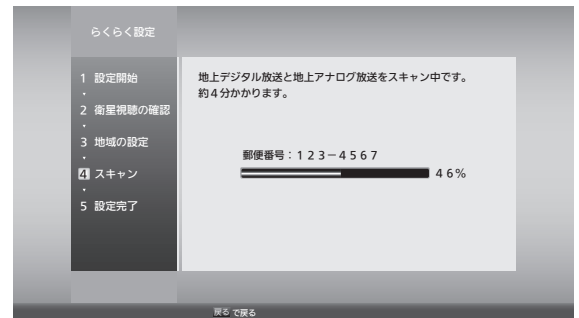 らくらく設定
1 設定開始
2 衛星視聴の確認
3 地域の設定
4 スキャン
5 設定完了
地上デジタル放送と地上アナログ放送をスキャン中です。
約4分かかります。
郵便番号：１２３－４５６７
４６％
戻る で戻る